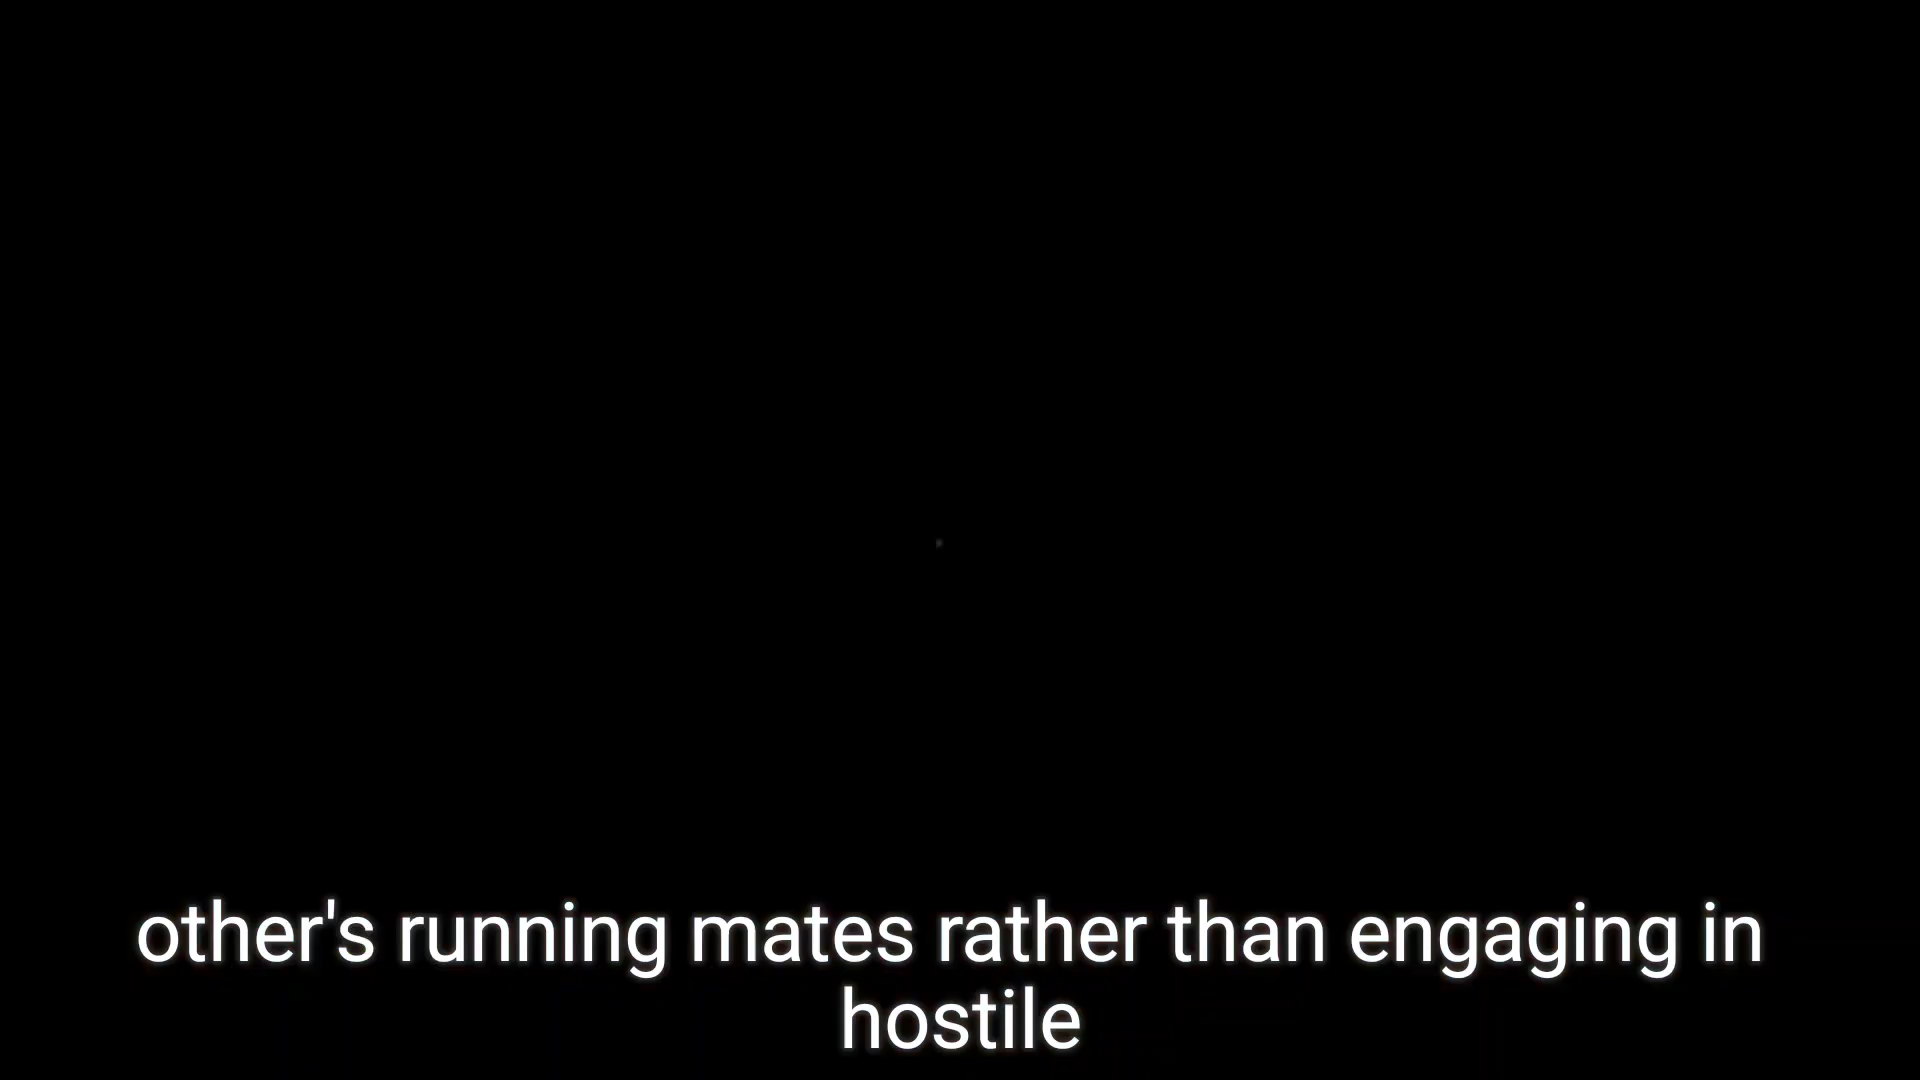 other's running mates rather than engaging in
hostile